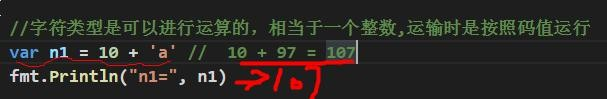 //字符类型是可以进行运算的，相当于一个整数,运输时是按照码值运行
var n1 = 10 + 'a' //  10 + 97 = 107
fmt.Println("n1=", n1) →107